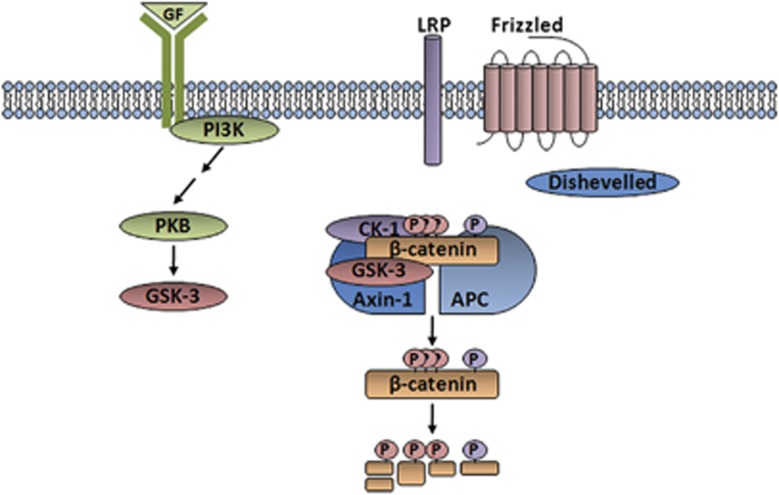 GF
LRP
Frizzled
PI3K
Dishevelled
PKB
CK-1
P P P P
β-catenin
GSK-3
GSK-3
Axin-1
APC
P P P P
β-catenin
P P P P